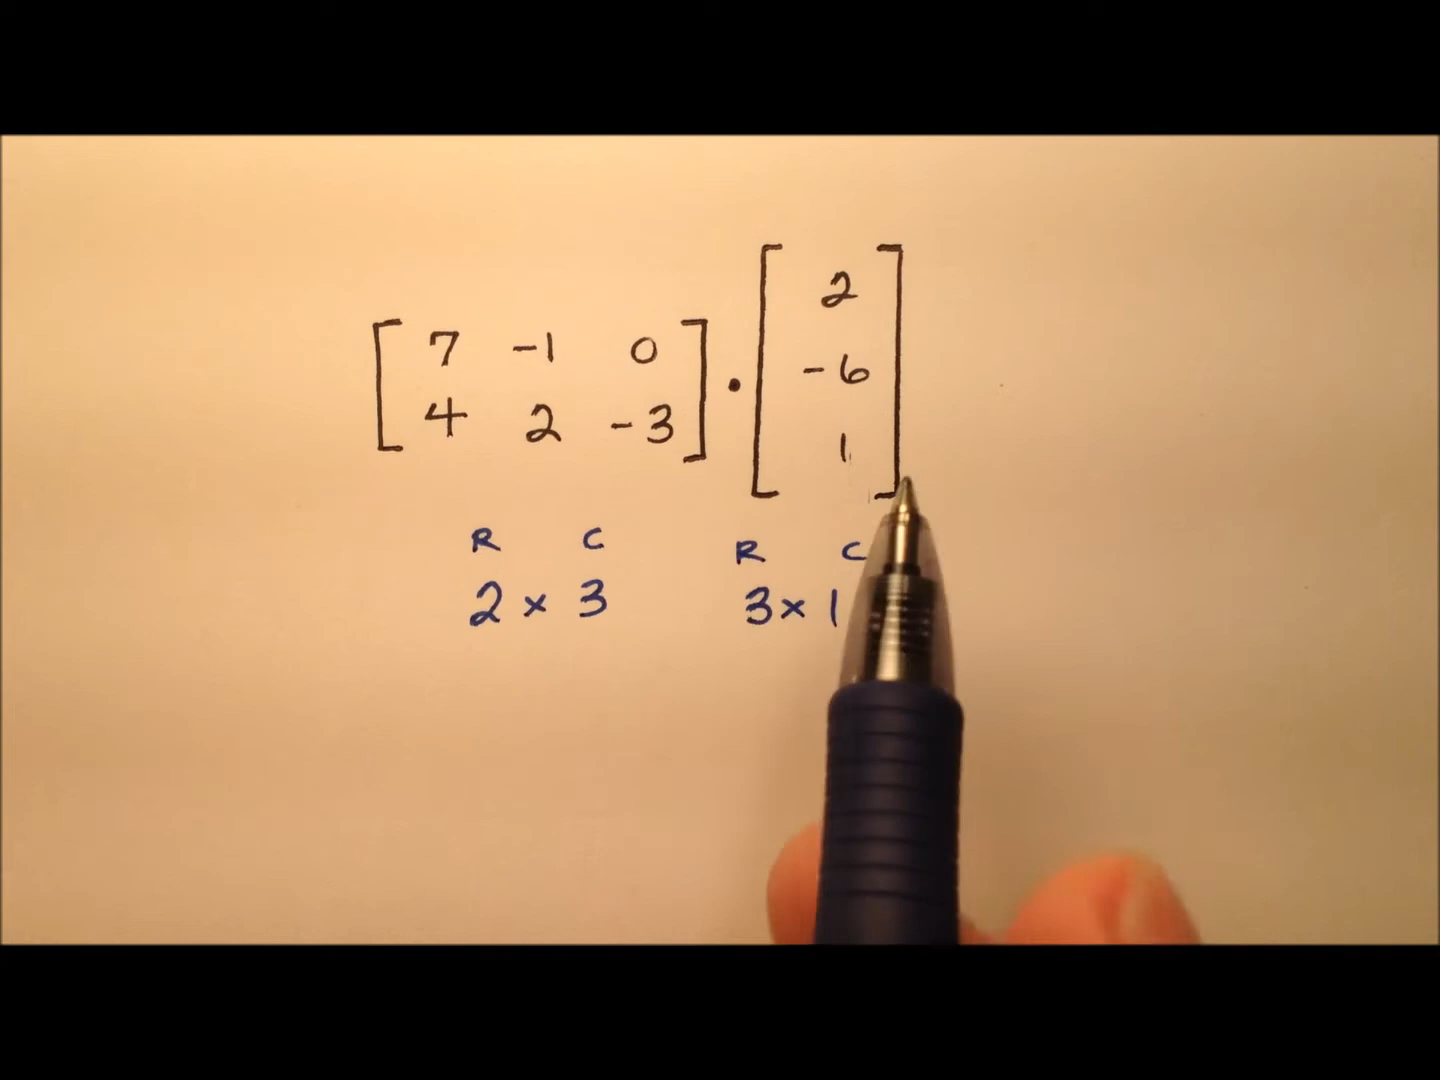 [ 7 -1 0 ] . [ 2 ]
[ 4 2 -3 ] [ -6 ]
[ 1 ]
R C R C
2 x 3 3 x 1